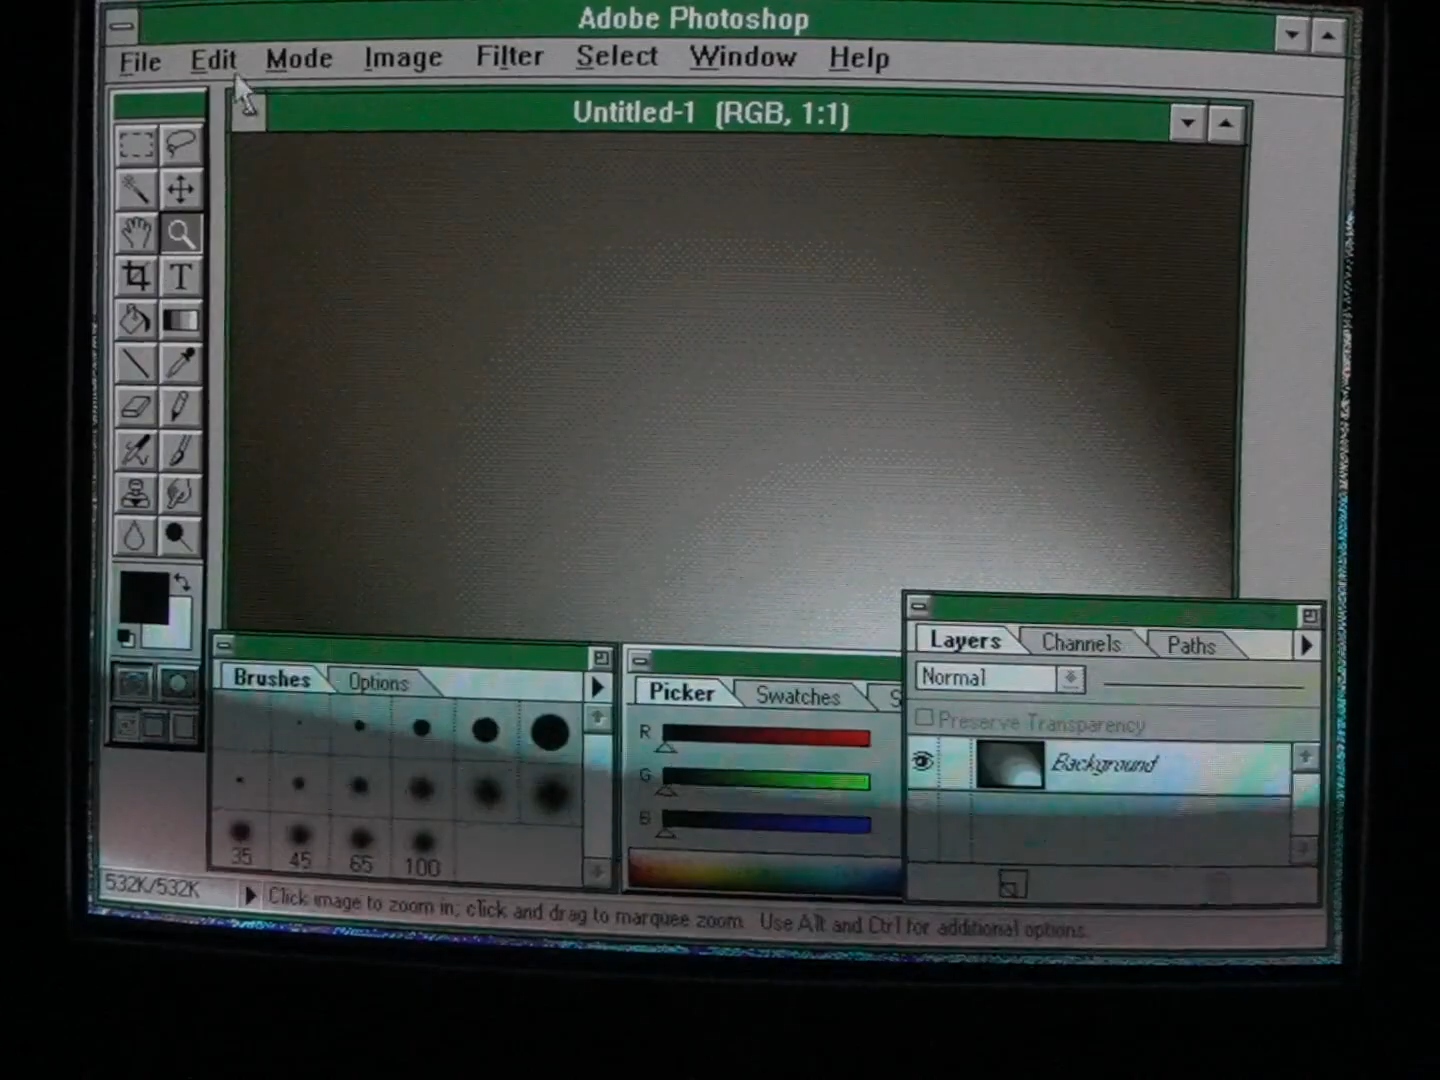 Adobe Photoshop
File Edit Mode Image Filter Select Window Help
Untitled-1 (RGB, 1:1)
T
Brushes Options
35 45 65 100
Picker Swatches S
R
G
B
Layers Channels Paths
Normal
Preserve Transparency
Background
532K/532K
Click image to zoom in, click and drag to marquee zoom. Use Alt and Ctrl for additional options.